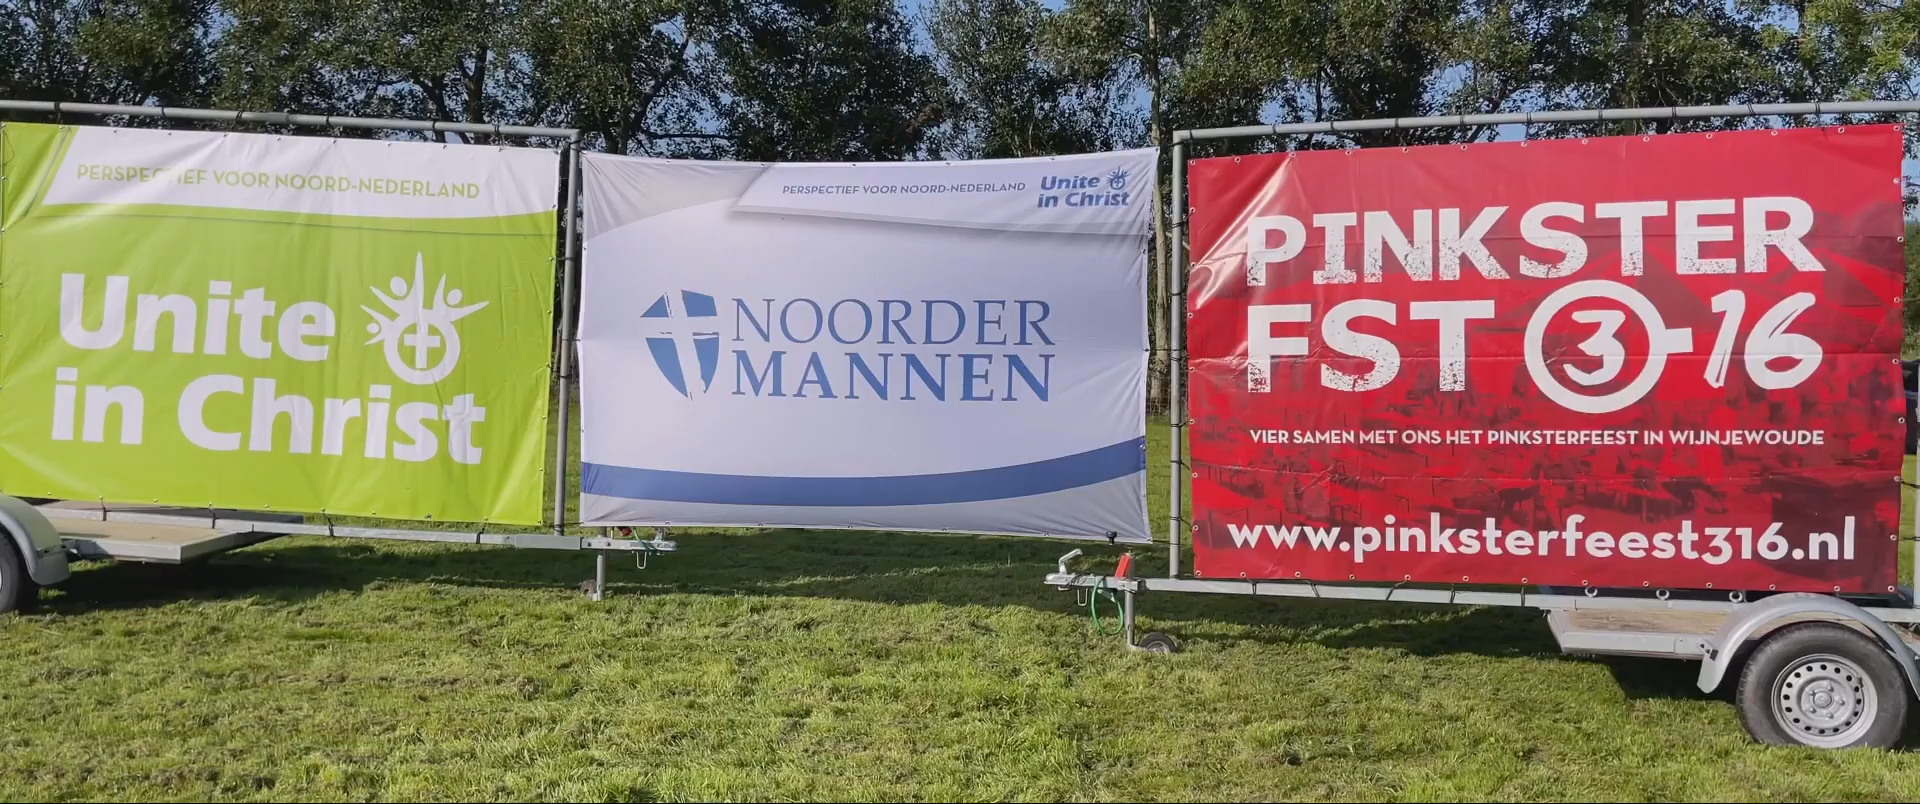 PERSPECTIEF VOOR NOORD-NEDERLAND
Unite
in Christ
PERSPECTIEF VOOR NOORD-NEDERLAND
Unite
in Christ
NOORDER
MANNEN
PINKSTER
FST 3-16
VIER SAMEN MET ONS HET PINKSTERFEEST IN WIJNJEWOUDE
www.pinksterfeest316.nl